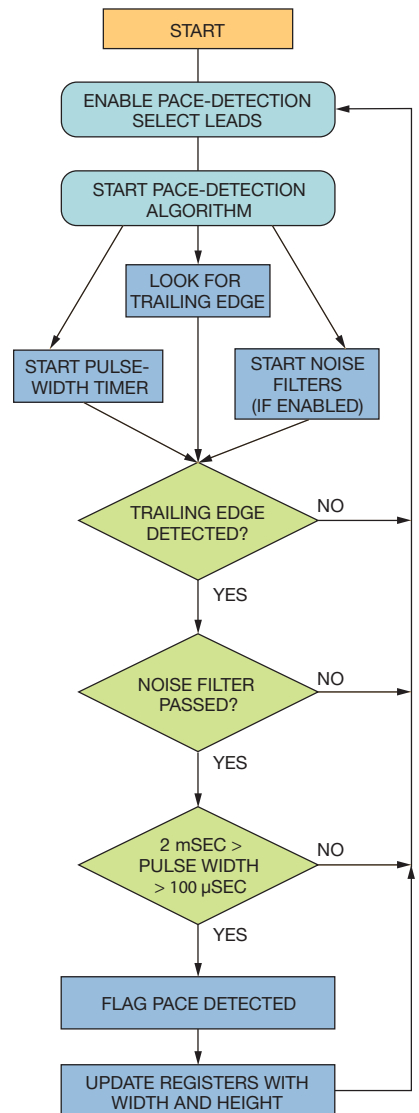 START
ENABLE PACE-DETECTION
SELECT LEADS
START PACE-DETECTION
ALGORITHM
LOOK FOR
TRAILING EDGE
START PULSE-
WIDTH TIMER
START NOISE
FILTERS
(IF ENABLED)
TRAILING EDGE
DETECTED?
NO
YES
NOISE FILTER
PASSED?
NO
YES
2 mSEC >
PULSE WIDTH
> 100 µSEC
NO
YES
FLAG PACE DETECTED
UPDATE REGISTERS WITH
WIDTH AND HEIGHT